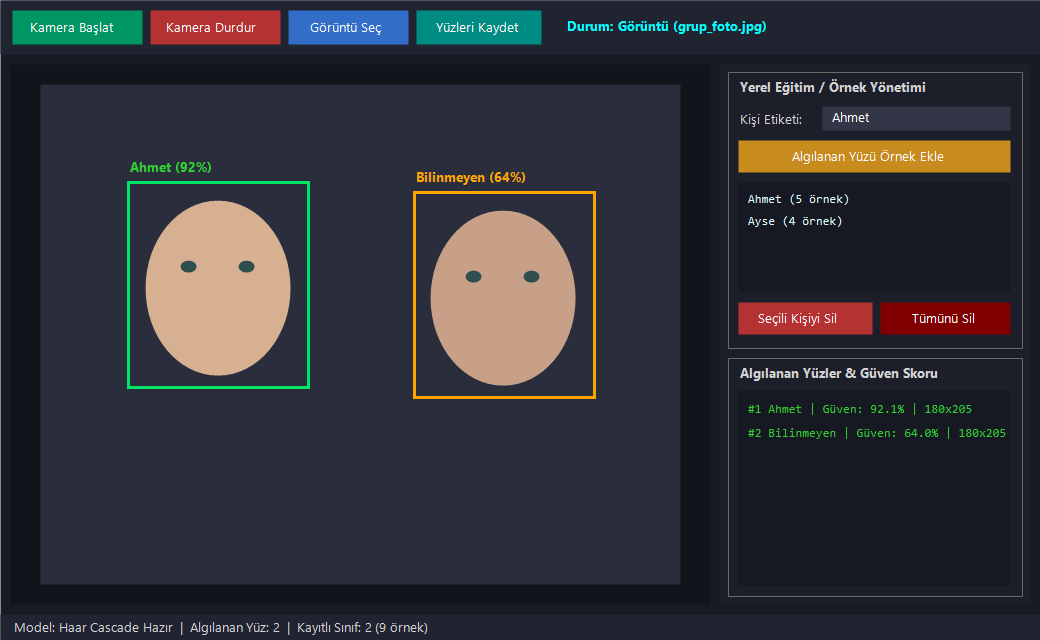 Kamera Başlat
Kamera Durdur
Görüntü Seç
Yüzleri Kaydet
Durum: Görüntü (grup_foto.jpg)
Ahmet (92%)
Bilinmeyen (64%)
Yerel Eğitim / Örnek Yönetimi
Kişi Etiketi:
Ahmet
Algılanan Yüzü Örnek Ekle
Ahmet (5 örnek)
Ayse (4 örnek)
Seçili Kişiyi Sil
Tümünü Sil
Algılanan Yüzler & Güven Skoru
#1 Ahmet | Güven: 92.1% | 180x205
#2 Bilinmeyen | Güven: 64.0% | 180x205
Model: Haar Cascade Hazır | Algılanan Yüz: 2 | Kayıtlı Sınıf: 2 (9 örnek)